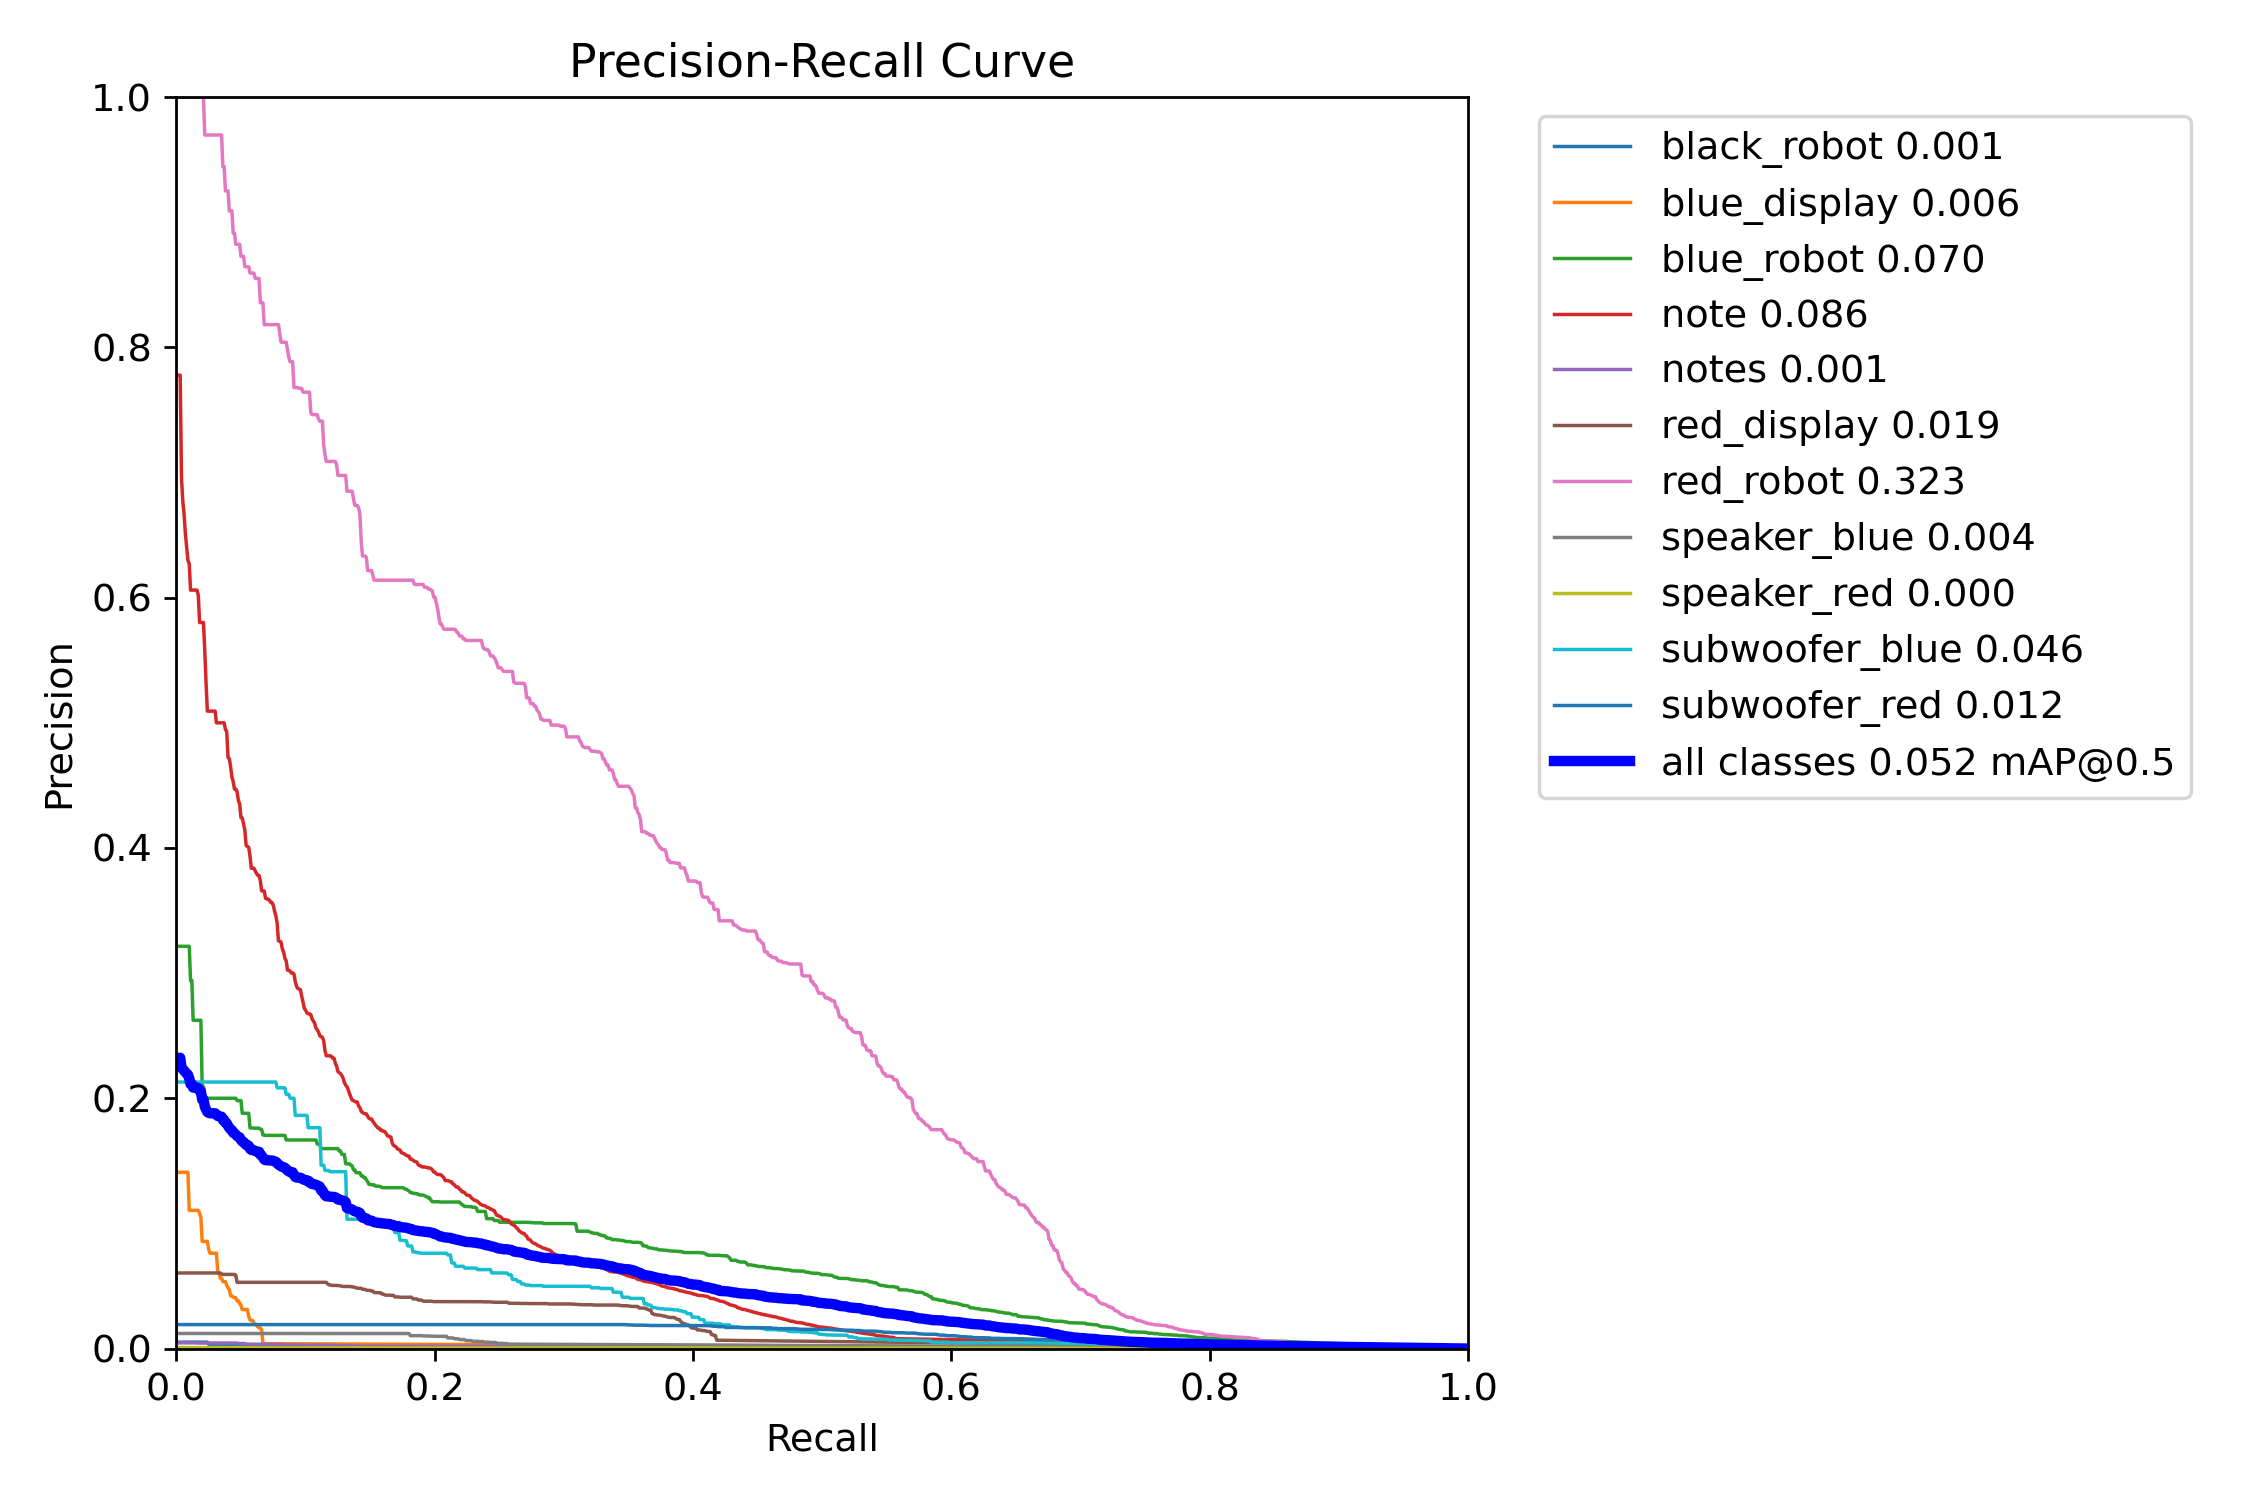 Precision-Recall Curve
1.0
0.8
0.6
0.4
0.2
0.0
Precision
0.0 0.2 0.4 0.6 0.8 1.0
Recall
black_robot 0.001
blue_display 0.006
blue_robot 0.070
note 0.086
notes 0.001
red_display 0.019
red_robot 0.323
speaker_blue 0.004
speaker_red 0.000
subwoofer_blue 0.046
subwoofer_red 0.012
all classes 0.052 mAP@0.5